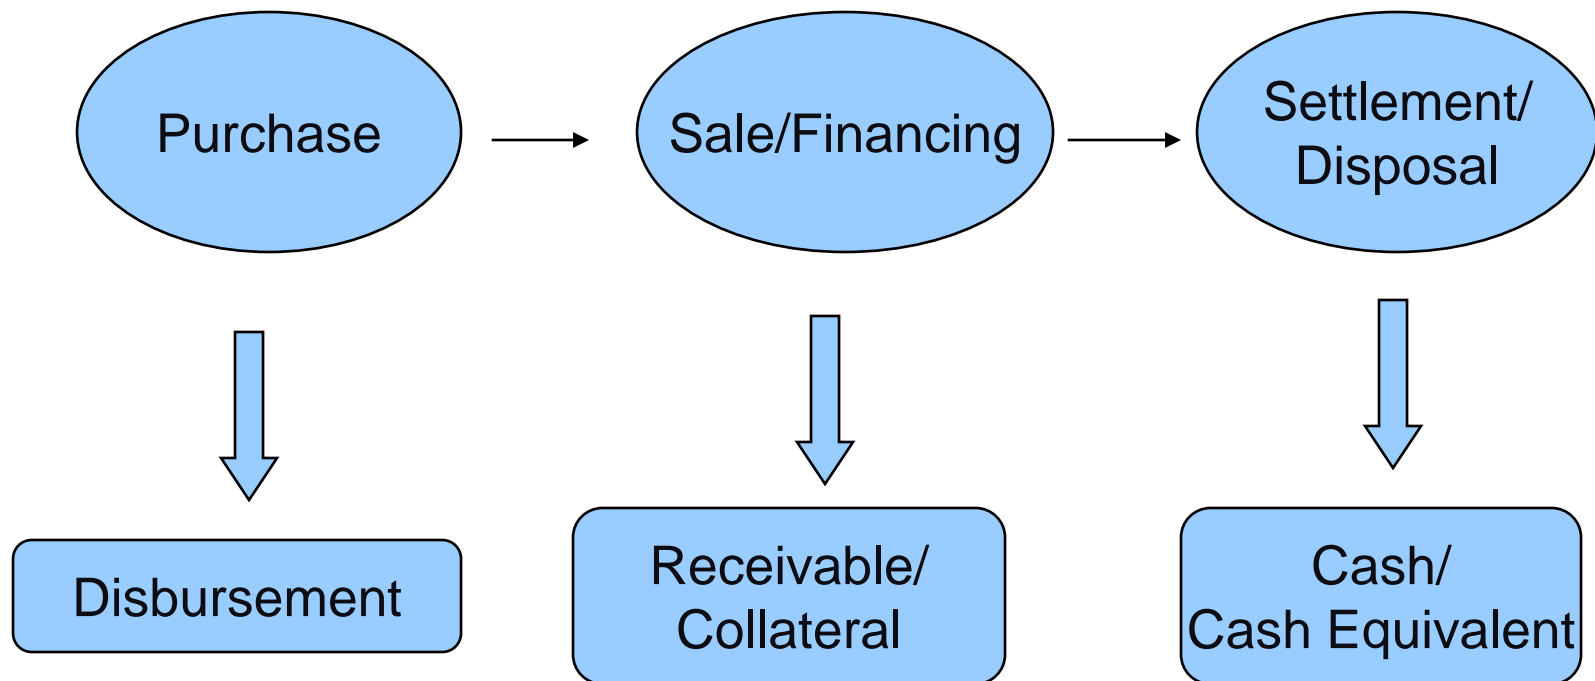 Purchase
Sale/Financing
Settlement/
Disposal
Disbursement
Receivable/
Collateral
Cash/
Cash Equivalent